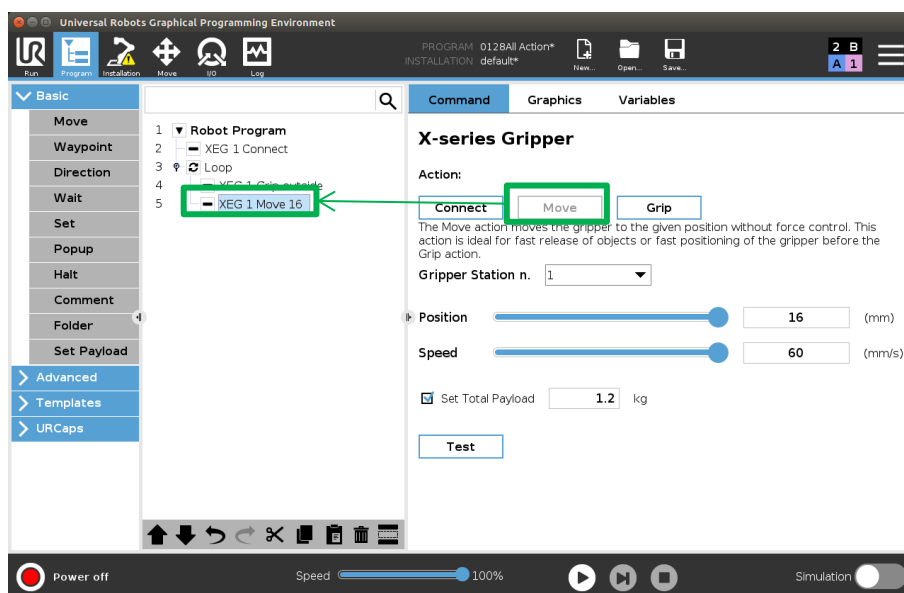 Universal Robots Graphical Programming Environment
UR
PROGRAM 0128All Action*
INSTALLATION default*
2 B
A 1
Run Program Installation Move I/O Log New... Open... Save...
Basic
Move
Waypoint
Direction
Wait
Set
Popup
Halt
Comment
Folder
Set Payload
Advanced
Templates
URCaps
1 Robot Program
2 XEG 1 Connect
3 Loop
4 XEG 1 Grip outside
5 XEG 1 Move 16
Command Graphics Variables
X-series Gripper
Action:
Connect Move Grip
The Move action moves the gripper to the given position without force control. This
action is ideal for fast release of objects or fast positioning of the gripper before the
Grip action.
Gripper Station n. 1
Position 16 (mm)
Speed 60 (mm/s)
Set Total Payload 1.2 kg
Test
Power off Speed 100% Simulation